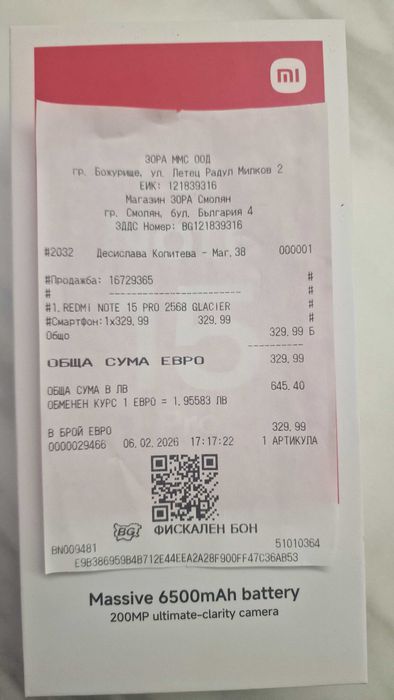 mi
ЗОРА ММС ООД
гр. Божурище, ул. Летец Радул Милков 2
ЕИК: 121839316
Магазин ЗОРА Смолян
гр. Смолян, бул. България 4
ЗДДС Номер: BG121839316
#2032 Десислава Копитева - Маг. 38 000001
#Продажба: 16729365 #
# ------------------- #
#1. REDMI NOTE 15 PRO 2568 GLACIER #
#Смартфон: 1x329.99 329.99 #
Общо 329.99 Б
----------
ОБЩА СУМА ЕВРО 329.99
ОБЩА СУМА В ЛВ 645.40
ОБМЕНЕН КУРС 1 ЕВРО = 1.95583 ЛВ
В БРОЙ ЕВРО 329.99
0000029466 06.02.2026 17:17:22 1 АРТИКУЛА
BG ФИСКАЛЕН БОН
BN009481 51010364
E9B386959B4B712E44EEA2A28F900FF47C36AB53
Massive 6500mAh battery
200MP ultimate-clarity camera